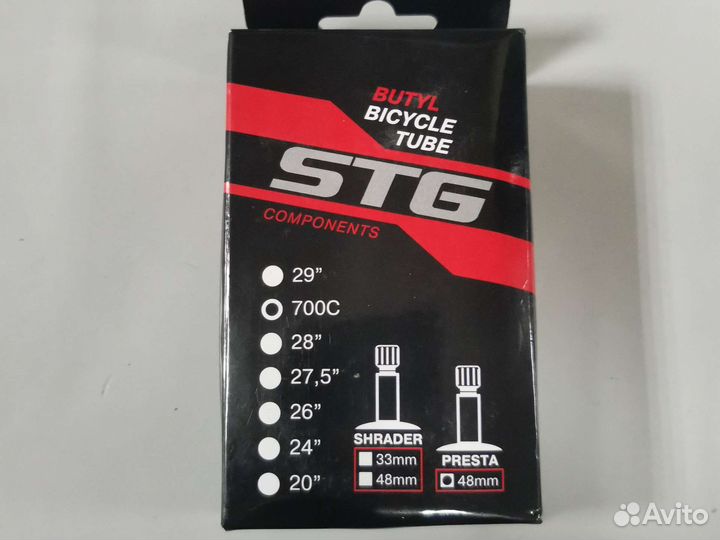 BUTYL
BICYCLE
TUBE
STG
COMPONENTS
29”
700C
28”
27,5”
26”
24”
20”
SHRADER
33mm
48mm
PRESTA
48mm
Avito